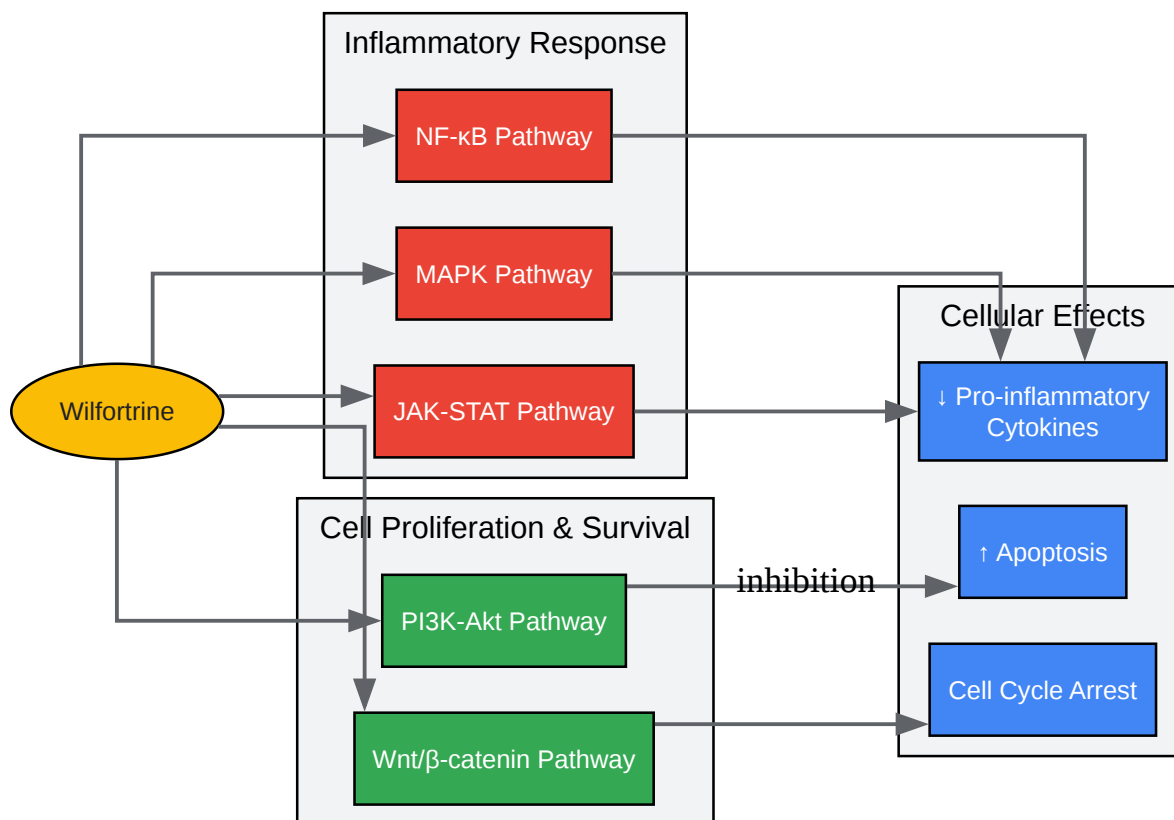 Inflammatory Response
NF-κB Pathway
MAPK Pathway
JAK-STAT Pathway
Wilfortrine
Cell Proliferation & Survival
PI3K-Akt Pathway
Wnt/β-catenin Pathway
inhibition
Cellular Effects
↓ Pro-inflammatory
Cytokines
↑ Apoptosis
Cell Cycle Arrest